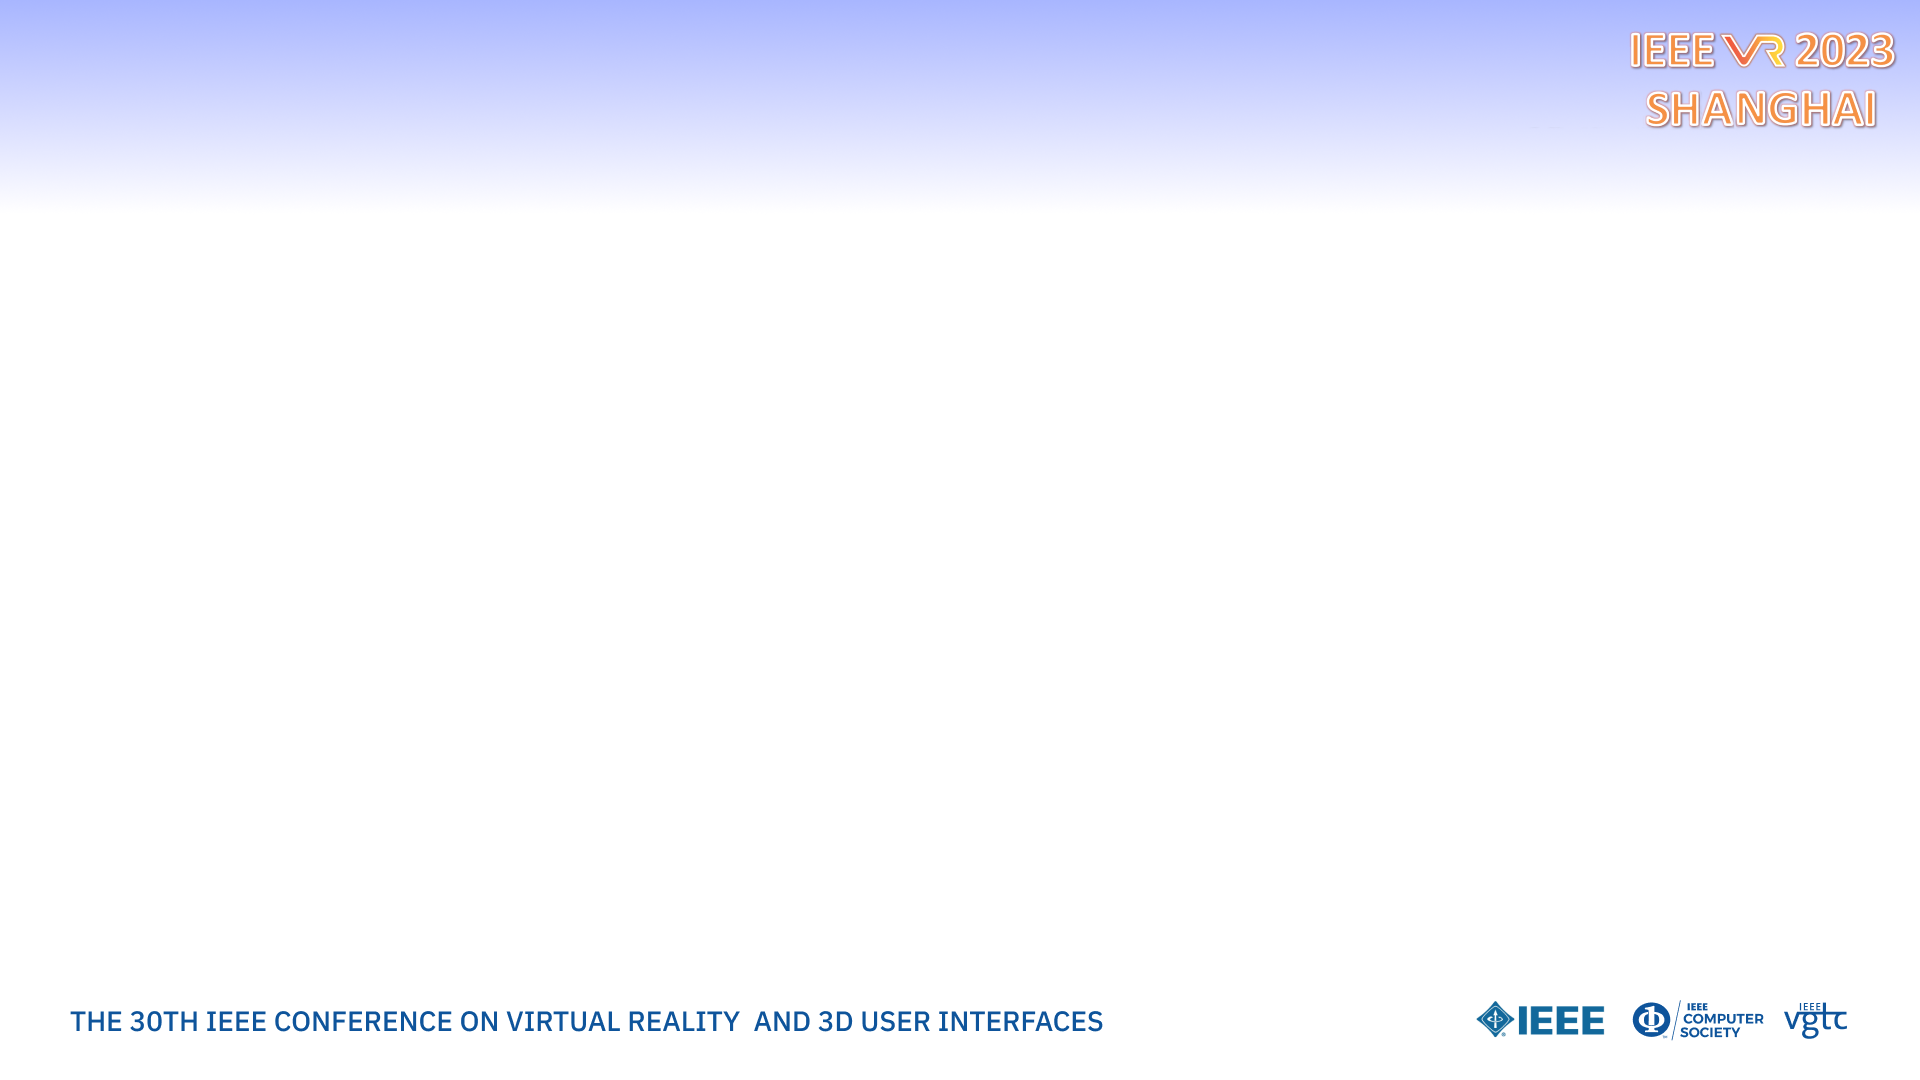 IEEE VR 2023
SHANGHAI
THE 30TH IEEE CONFERENCE ON VIRTUAL REALITY  AND 3D USER INTERFACES
IEEE
IEEE
COMPUTER
SOCIETY
IEEE
vgtc